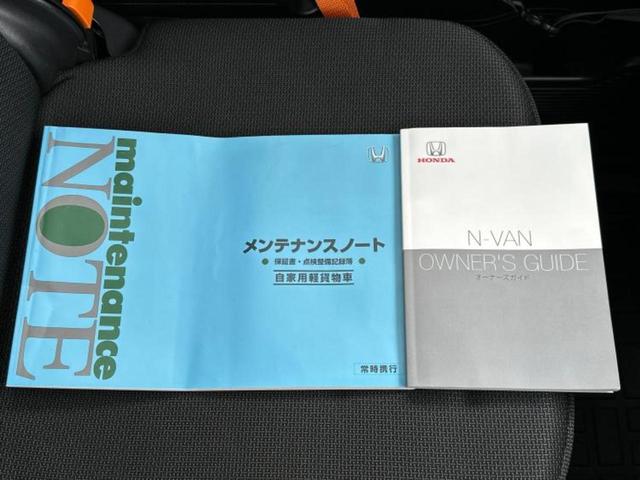 maintenance
NOTE
メンテナンスノート
● 保証書・点検整備記録簿 ●
自家用軽貨物車
常時携行
HONDA
N-VAN
OWNER'S GUIDE
オーナーズガイド